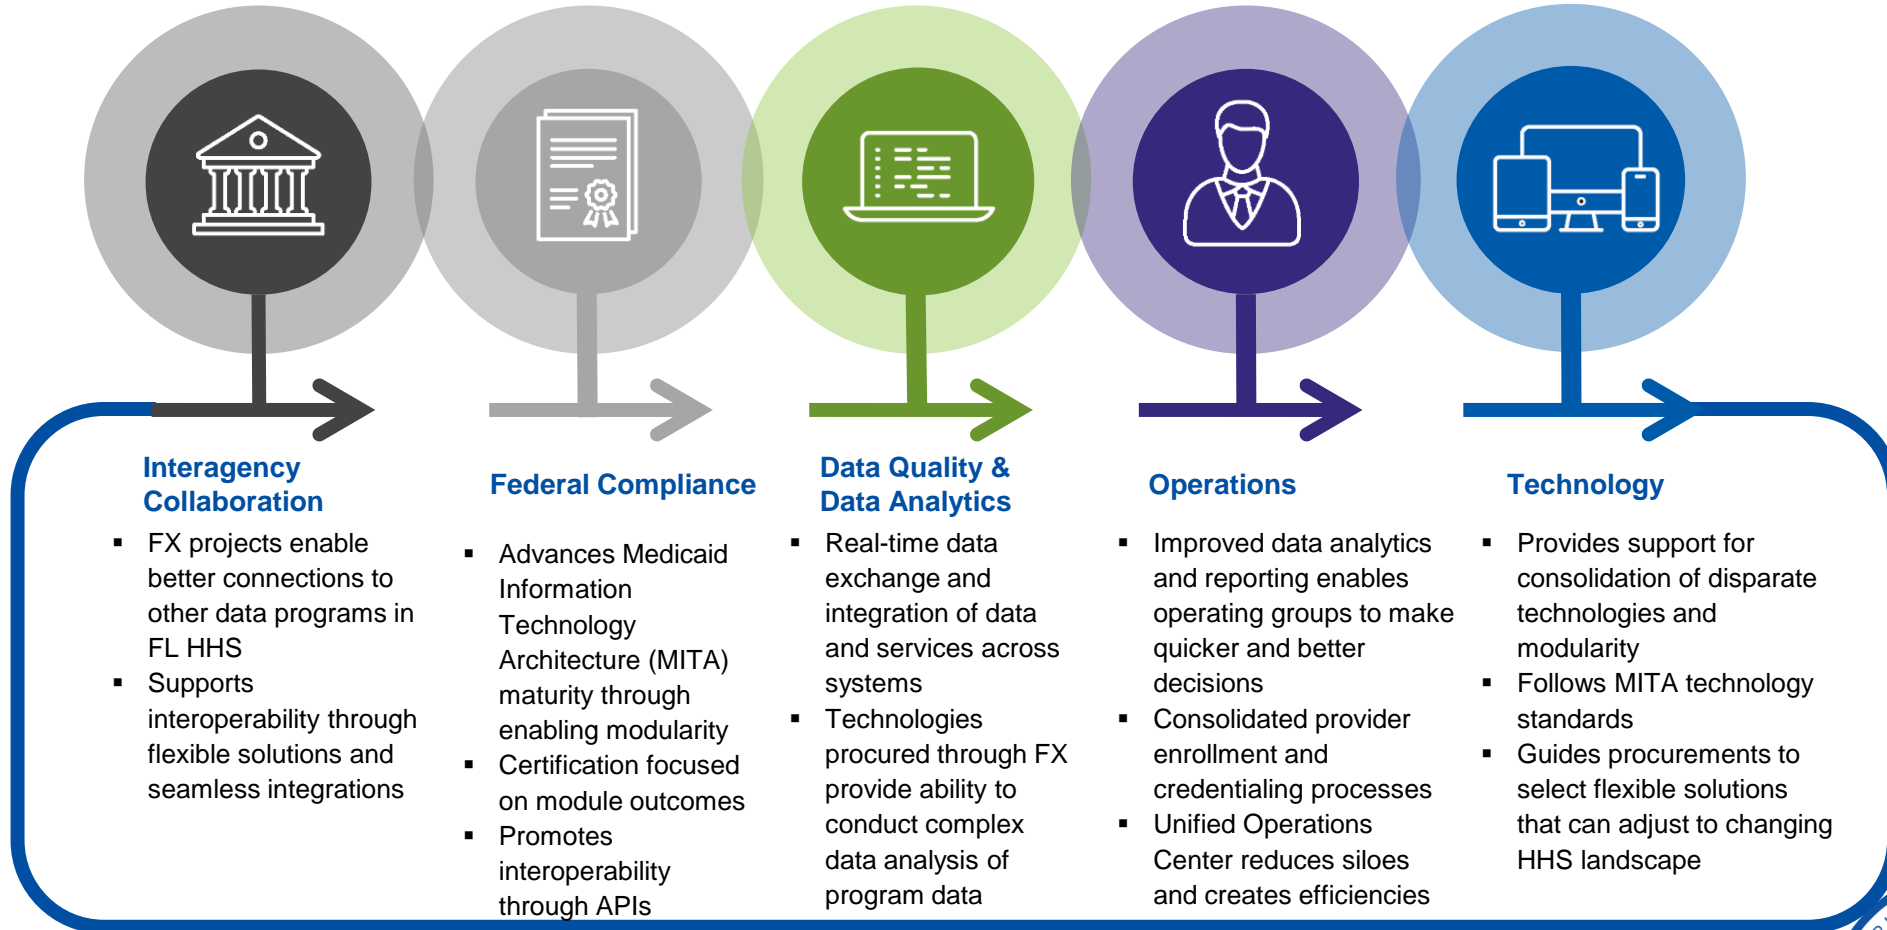 Interagency
Collaboration
▪ FX projects enable
better connections to
other data programs in
FL HHS
▪ Supports
interoperability through
flexible solutions and
seamless integrations
Federal Compliance
▪ Advances Medicaid
Information
Technology
Architecture (MITA)
maturity through
enabling modularity
▪ Certification focused
on module outcomes
▪ Promotes
interoperability
through APIs
Data Quality &
Data Analytics
▪ Real-time data
exchange and
integration of data
and services across
systems
▪ Technologies
procured through FX
provide ability to
conduct complex
data analysis of
program data
Operations
▪ Improved data analytics
and reporting enables
operating groups to make
quicker and better
decisions
▪ Consolidated provider
enrollment and
credentialing processes
▪ Unified Operations
Center reduces siloes
and creates efficiencies
Technology
▪ Provides support for
consolidation of disparate
technologies and
modularity
▪ Follows MITA technology
standards
▪ Guides procurements to
select flexible solutions
that can adjust to changing
HHS landscape